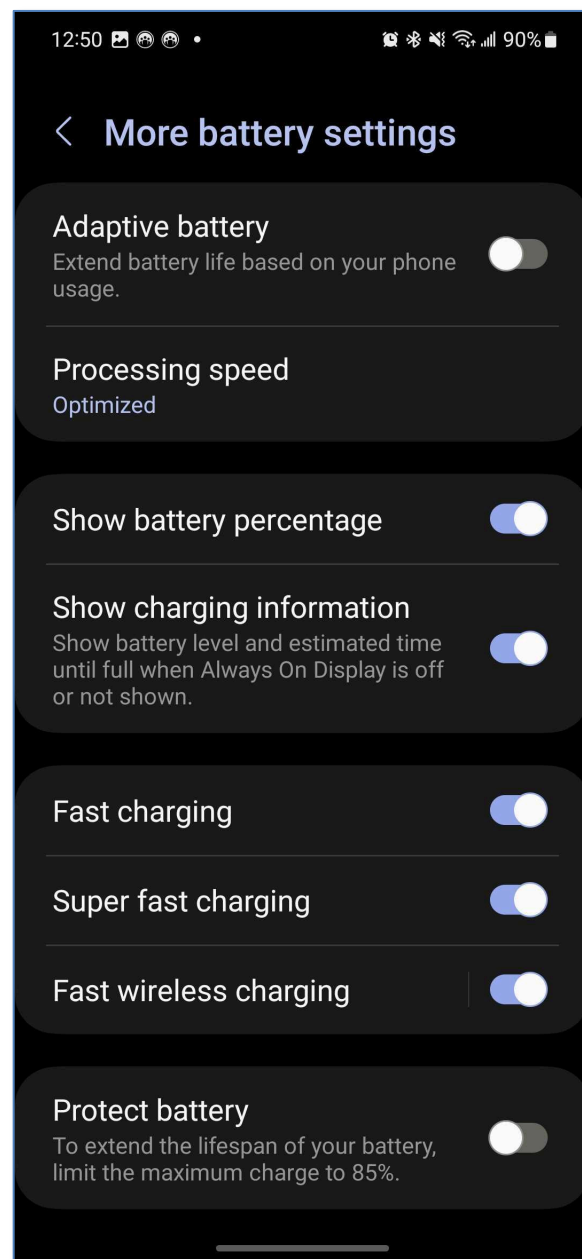 12:50 90%
More battery settings
Adaptive battery
Extend battery life based on your phone
usage.
Processing speed
Optimized
Show battery percentage
Show charging information
Show battery level and estimated time
until full when Always On Display is off
or not shown.
Fast charging
Super fast charging
Fast wireless charging
Protect battery
To extend the lifespan of your battery,
limit the maximum charge to 85%.